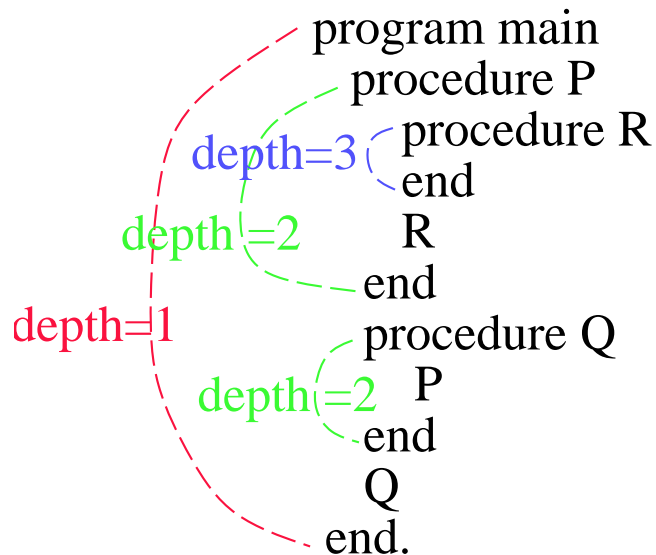 program main
procedure P
procedure R
depth=3
end
R
depth =2
end
depth=1
procedure Q
P
depth =2
end
Q
end.